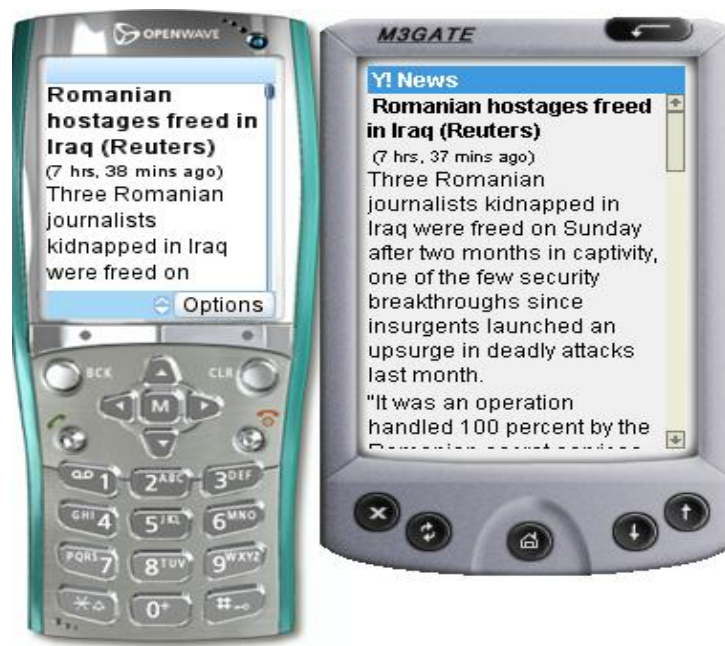 OPENWAVE
Romanian
hostages freed in
Iraq (Reuters)
(7 hrs, 38 mins ago)
Three Romanian
journalists
kidnapped in Iraq
were freed on
Options
BCK
CLR
M
1
2ABC
3DEF
GHI4
5JKL
6MNO
PQRS7
8TUV
9WXYZ
*
0+
#
M3GATE
Y! News
Romanian hostages freed
in Iraq (Reuters)
(7 hrs, 37 mins ago)
Three Romanian
journalists kidnapped in
Iraq were freed on Sunday
after two months in captivity,
one of the few security
breakthroughs since
insurgents launched an
upsurge in deadly attacks
last month.
"It was an operation
handled 100 percent by the